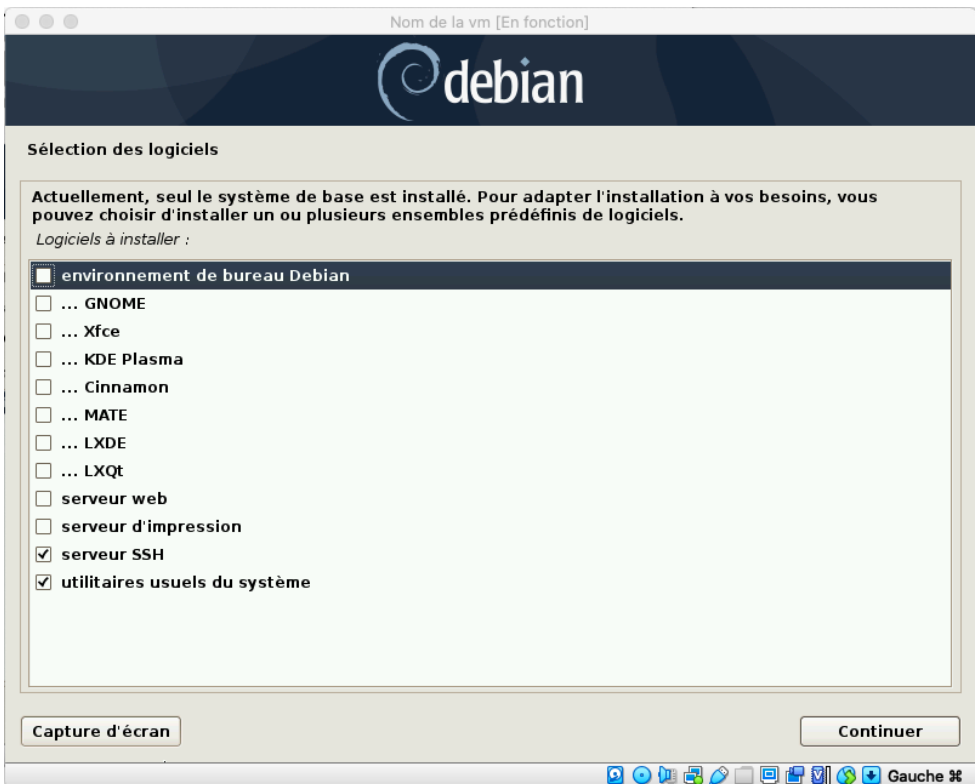 Nom de la vm [En fonction]
debian
Sélection des logiciels
Actuellement, seul le système de base est installé. Pour adapter l'installation à vos besoins, vous
pouvez choisir d'installer un ou plusieurs ensembles prédéfinis de logiciels.
Logiciels à installer :
environnement de bureau Debian
... GNOME
... Xfce
... KDE Plasma
... Cinnamon
... MATE
... LXDE
... LXQt
serveur web
serveur d'impression
serveur SSH
utilitaires usuels du système
Capture d'écran
Continuer
Gauche ⌘